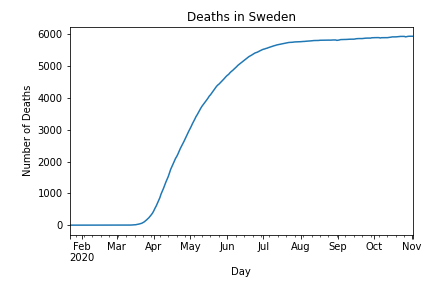 Deaths in Sweden
Number of Deaths
6000
5000
4000
3000
2000
1000
0
Feb Mar Apr May Jun Jul Aug Sep Oct Nov
2020
Day